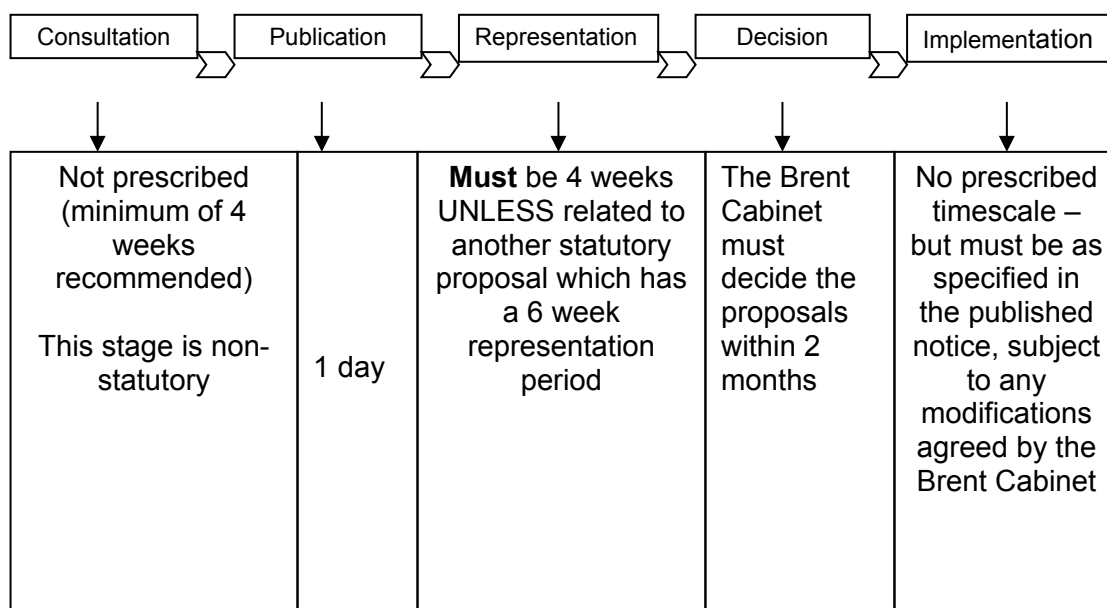 Consultation
Publication
Representation
Decision
Implementation
Not prescribed
(minimum of 4
weeks
recommended)
This stage is non-
statutory
1 day
Must be 4 weeks
UNLESS related to
another statutory
proposal which has
a 6 week
representation
period
The Brent
Cabinet
must
decide the
proposals
within 2
months
No prescribed
timescale –
but must be as
specified in
the published
notice, subject
to any
modifications
agreed by the
Brent Cabinet